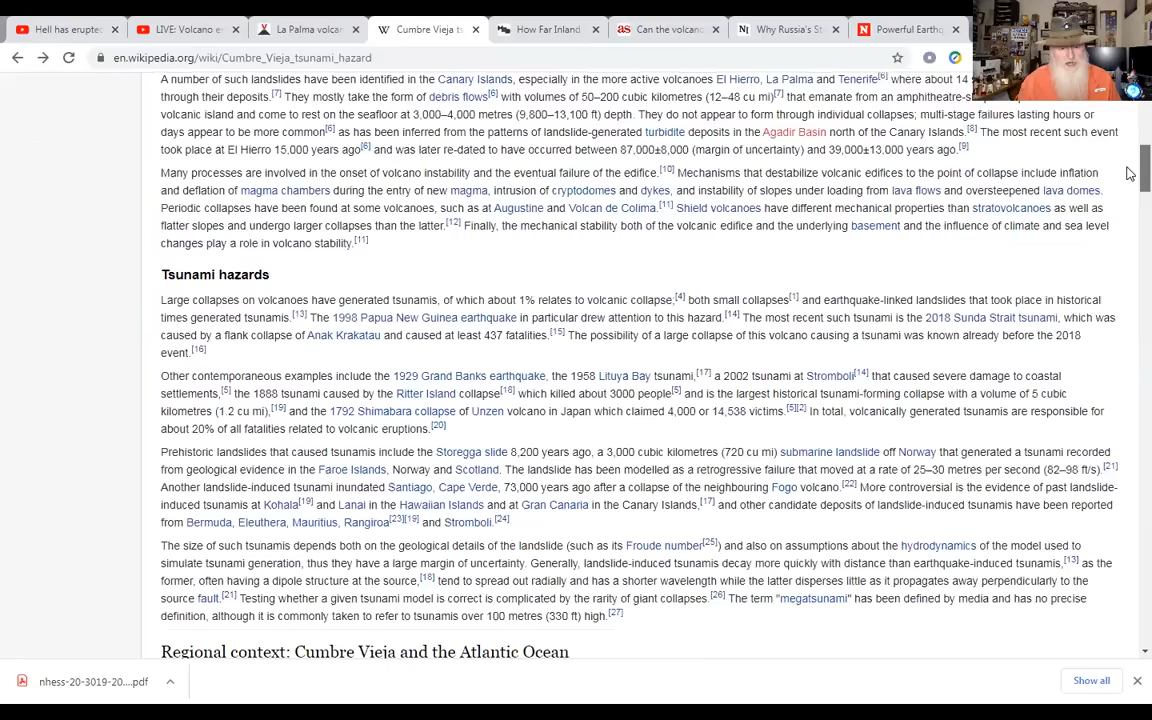 Hell has erupte
LIVE: Volcano er
La Palma volcan
Cumbre Vieja ts
How Far Inland
Can the volcano
Why Russia's St
Powerful Earthq
en.wikipedia.org/wiki/Cumbre_Vieja_tsunami_hazard
A number of such landslides have been identified in the Canary Islands, especially in the more active volcanoes El Hierro, La Palma and Tenerife[6] where about 14
through their deposits.[7] They mostly take the form of debris flows[6] with volumes of 50–200 cubic kilometres (12–48 cu mi)[7] that emanate from an amphitheatre-s
volcanic island and come to rest on the seafloor at 3,000–4,000 metres (9,800–13,100 ft) depth. They do not appear to form through individual collapses; multi-stage failures lasting hours or
days appear to be more common[6] as has been inferred from the patterns of landslide-generated turbidite deposits in the Agadir Basin north of the Canary Islands.[8] The most recent such event
took place at El Hierro 15,000 years ago[6] and was later re-dated to have occurred between 87,000±8,000 (margin of uncertainty) and 39,000±13,000 years ago.[9]
Many processes are involved in the onset of volcano instability and the eventual failure of the edifice.[10] Mechanisms that destabilize volcanic edifices to the point of collapse include inflation
and deflation of magma chambers during the entry of new magma, intrusion of cryptodomes and dykes, and instability of slopes under loading from lava flows and oversteepened lava domes.
Periodic collapses have been found at some volcanoes, such as at Augustine and Volcan de Colima.[11] Shield volcanoes have different mechanical properties than stratovolcanoes as well as
flatter slopes and undergo larger collapses than the latter.[12] Finally, the mechanical stability both of the volcanic edifice and the underlying basement and the influence of climate and sea level
changes play a role in volcano stability.[11]
Tsunami hazards
Large collapses on volcanoes have generated tsunamis, of which about 1% relates to volcanic collapse;[4] both small collapses[1] and earthquake-linked landslides that took place in historical
times generated tsunamis.[13] The 1998 Papua New Guinea earthquake in particular drew attention to this hazard.[14] The most recent such tsunami is the 2018 Sunda Strait tsunami, which was
caused by a flank collapse of Anak Krakatau and caused at least 437 fatalities.[15] The possibility of a large collapse of this volcano causing a tsunami was known already before the 2018
event.[16]
Other contemporaneous examples include the 1929 Grand Banks earthquake, the 1958 Lituya Bay tsunami,[17] a 2002 tsunami at Stromboli[14] that caused severe damage to coastal
settlements,[5] the 1888 tsunami caused by the Ritter Island collapse[18] which killed about 3000 people[5] and is the largest historical tsunami-forming collapse with a volume of 5 cubic
kilometres (1.2 cu mi),[19] and the 1792 Shimabara collapse of Unzen volcano in Japan which claimed 4,000 or 14,538 victims.[5][2] In total, volcanically generated tsunamis are responsible for
about 20% of all fatalities related to volcanic eruptions.[20]
Prehistoric landslides that caused tsunamis include the Storegga slide 8,200 years ago, a 3,000 cubic kilometres (720 cu mi) submarine landslide off Norway that generated a tsunami recorded
from geological evidence in the Faroe Islands, Norway and Scotland. The landslide has been modelled as a retrogressive failure that moved at a rate of 25–30 metres per second (82–98 ft/s).[21]
Another landslide-induced tsunami inundated Santiago, Cape Verde, 73,000 years ago after a collapse of the neighbouring Fogo volcano.[22] More controversial is the evidence of past landslide-
induced tsunamis at Kohala[19] and Lanai in the Hawaiian Islands and at Gran Canaria in the Canary Islands,[17] and other candidate deposits of landslide-induced tsunamis have been reported
from Bermuda, Eleuthera, Mauritius, Rangiroa[23][19] and Stromboli.[24]
The size of such tsunamis depends both on the geological details of the landslide (such as its Froude number[25]) and also on assumptions about the hydrodynamics of the model used to
simulate tsunami generation, thus they have a large margin of uncertainty. Generally, landslide-induced tsunamis decay more quickly with distance than earthquake-induced tsunamis,[13] as the
former, often having a dipole structure at the source,[18] tend to spread out radially and has a shorter wavelength while the latter disperses little as it propagates away perpendicularly to the
source fault.[21] Testing whether a given tsunami model is correct is complicated by the rarity of giant collapses.[26] The term "megatsunami" has been defined by media and has no precise
definition, although it is commonly taken to refer to tsunamis over 100 metres (330 ft) high.[27]
Regional context: Cumbre Vieja and the Atlantic Ocean
nhess-20-3019-20....pdf
Show all